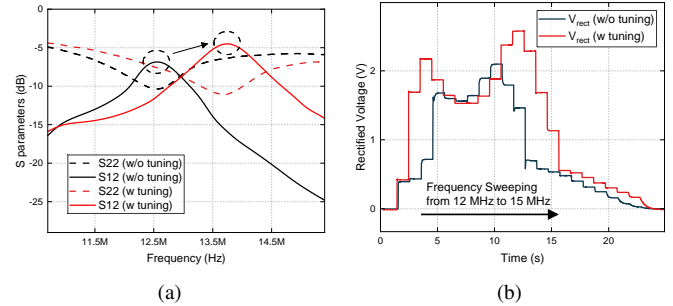 0
-5
-10
-15
-20
-25
S parameters (dB)
S22 (w/o tuning)
S12 (w/o tuning)
S22 (w tuning)
S12 (w tuning)
11.5M 12.5M 13.5M 14.5M
Frequency (Hz)
(a)
Rectified Voltage (V)
2
1
0
V_rect (w/o tuning)
V_rect (w tuning)
Frequency Sweeping
from 12 MHz to 15 MHz
0 5 10 15 20
Time (s)
(b)